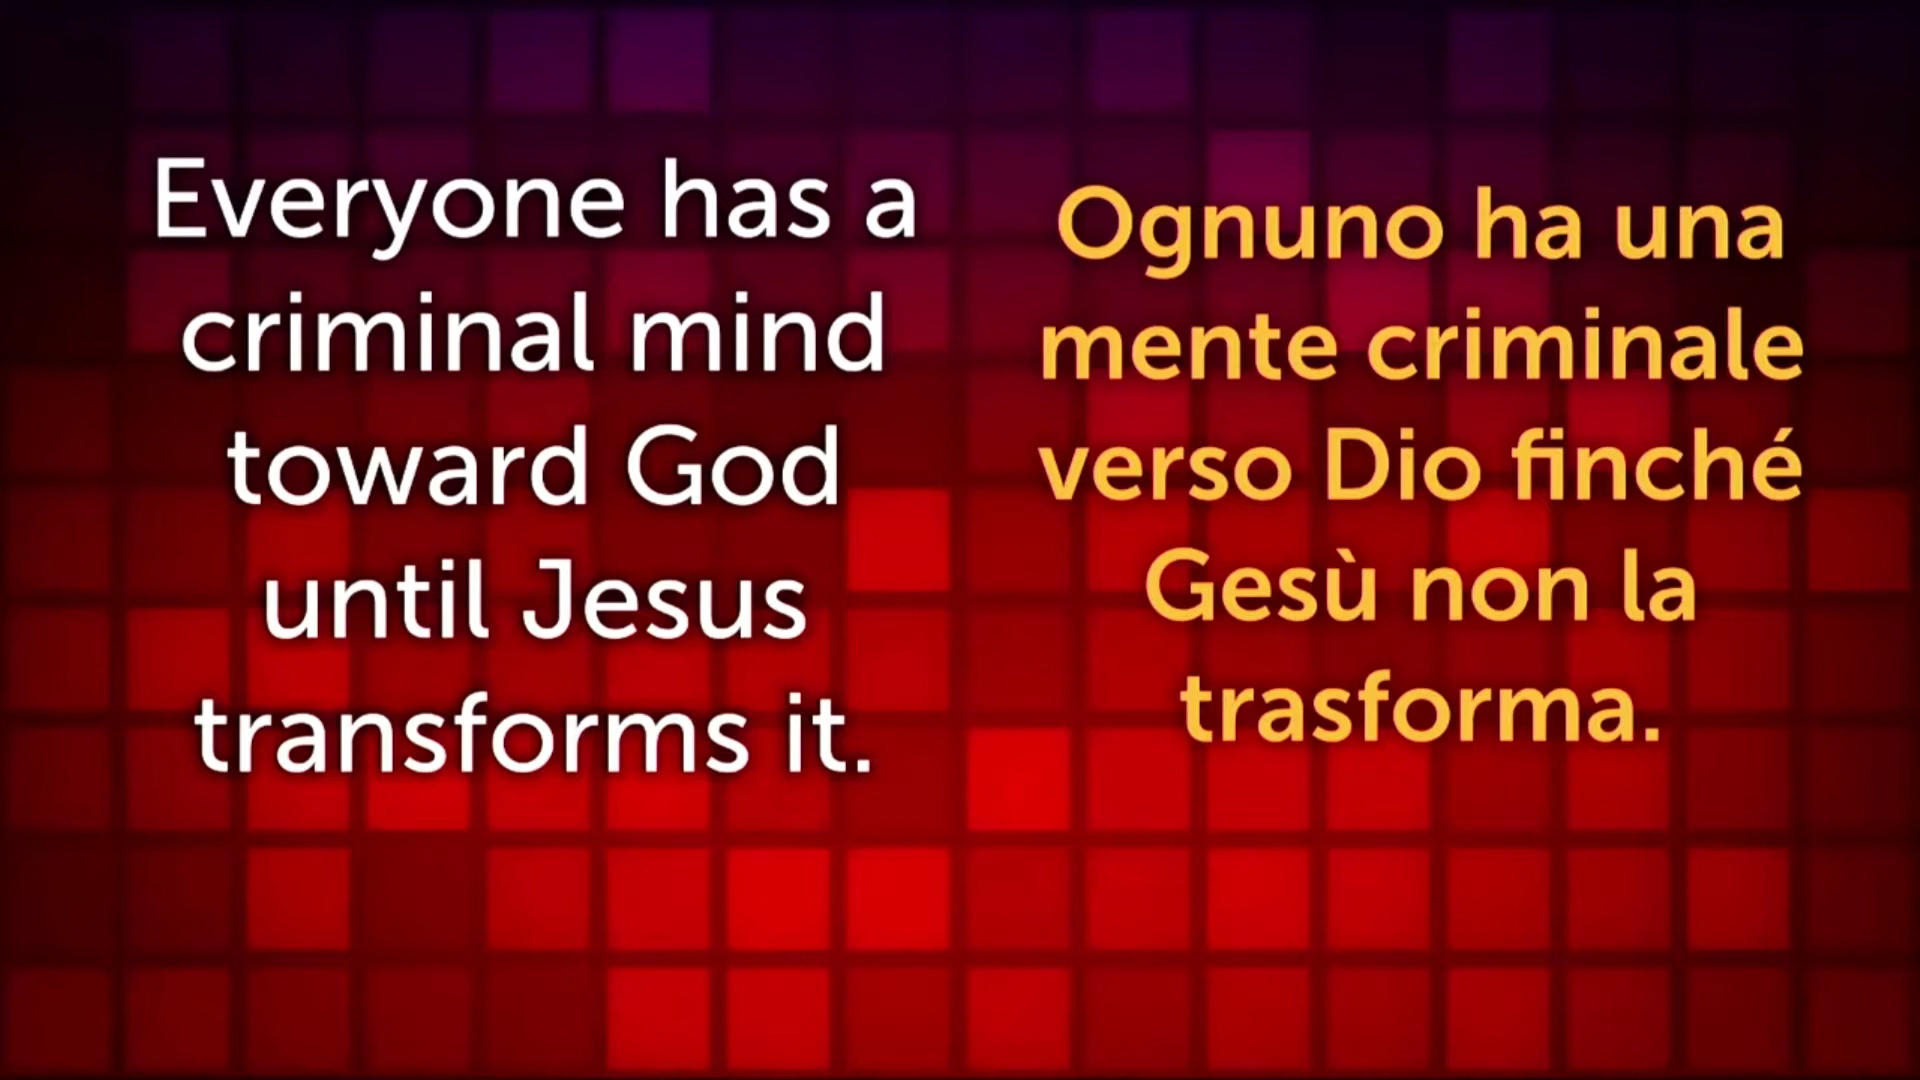 Everyone has a
criminal mind
toward God
until Jesus
transforms it.
Ognuno ha una
mente criminale
verso Dio finché
Gesù non la
trasforma.